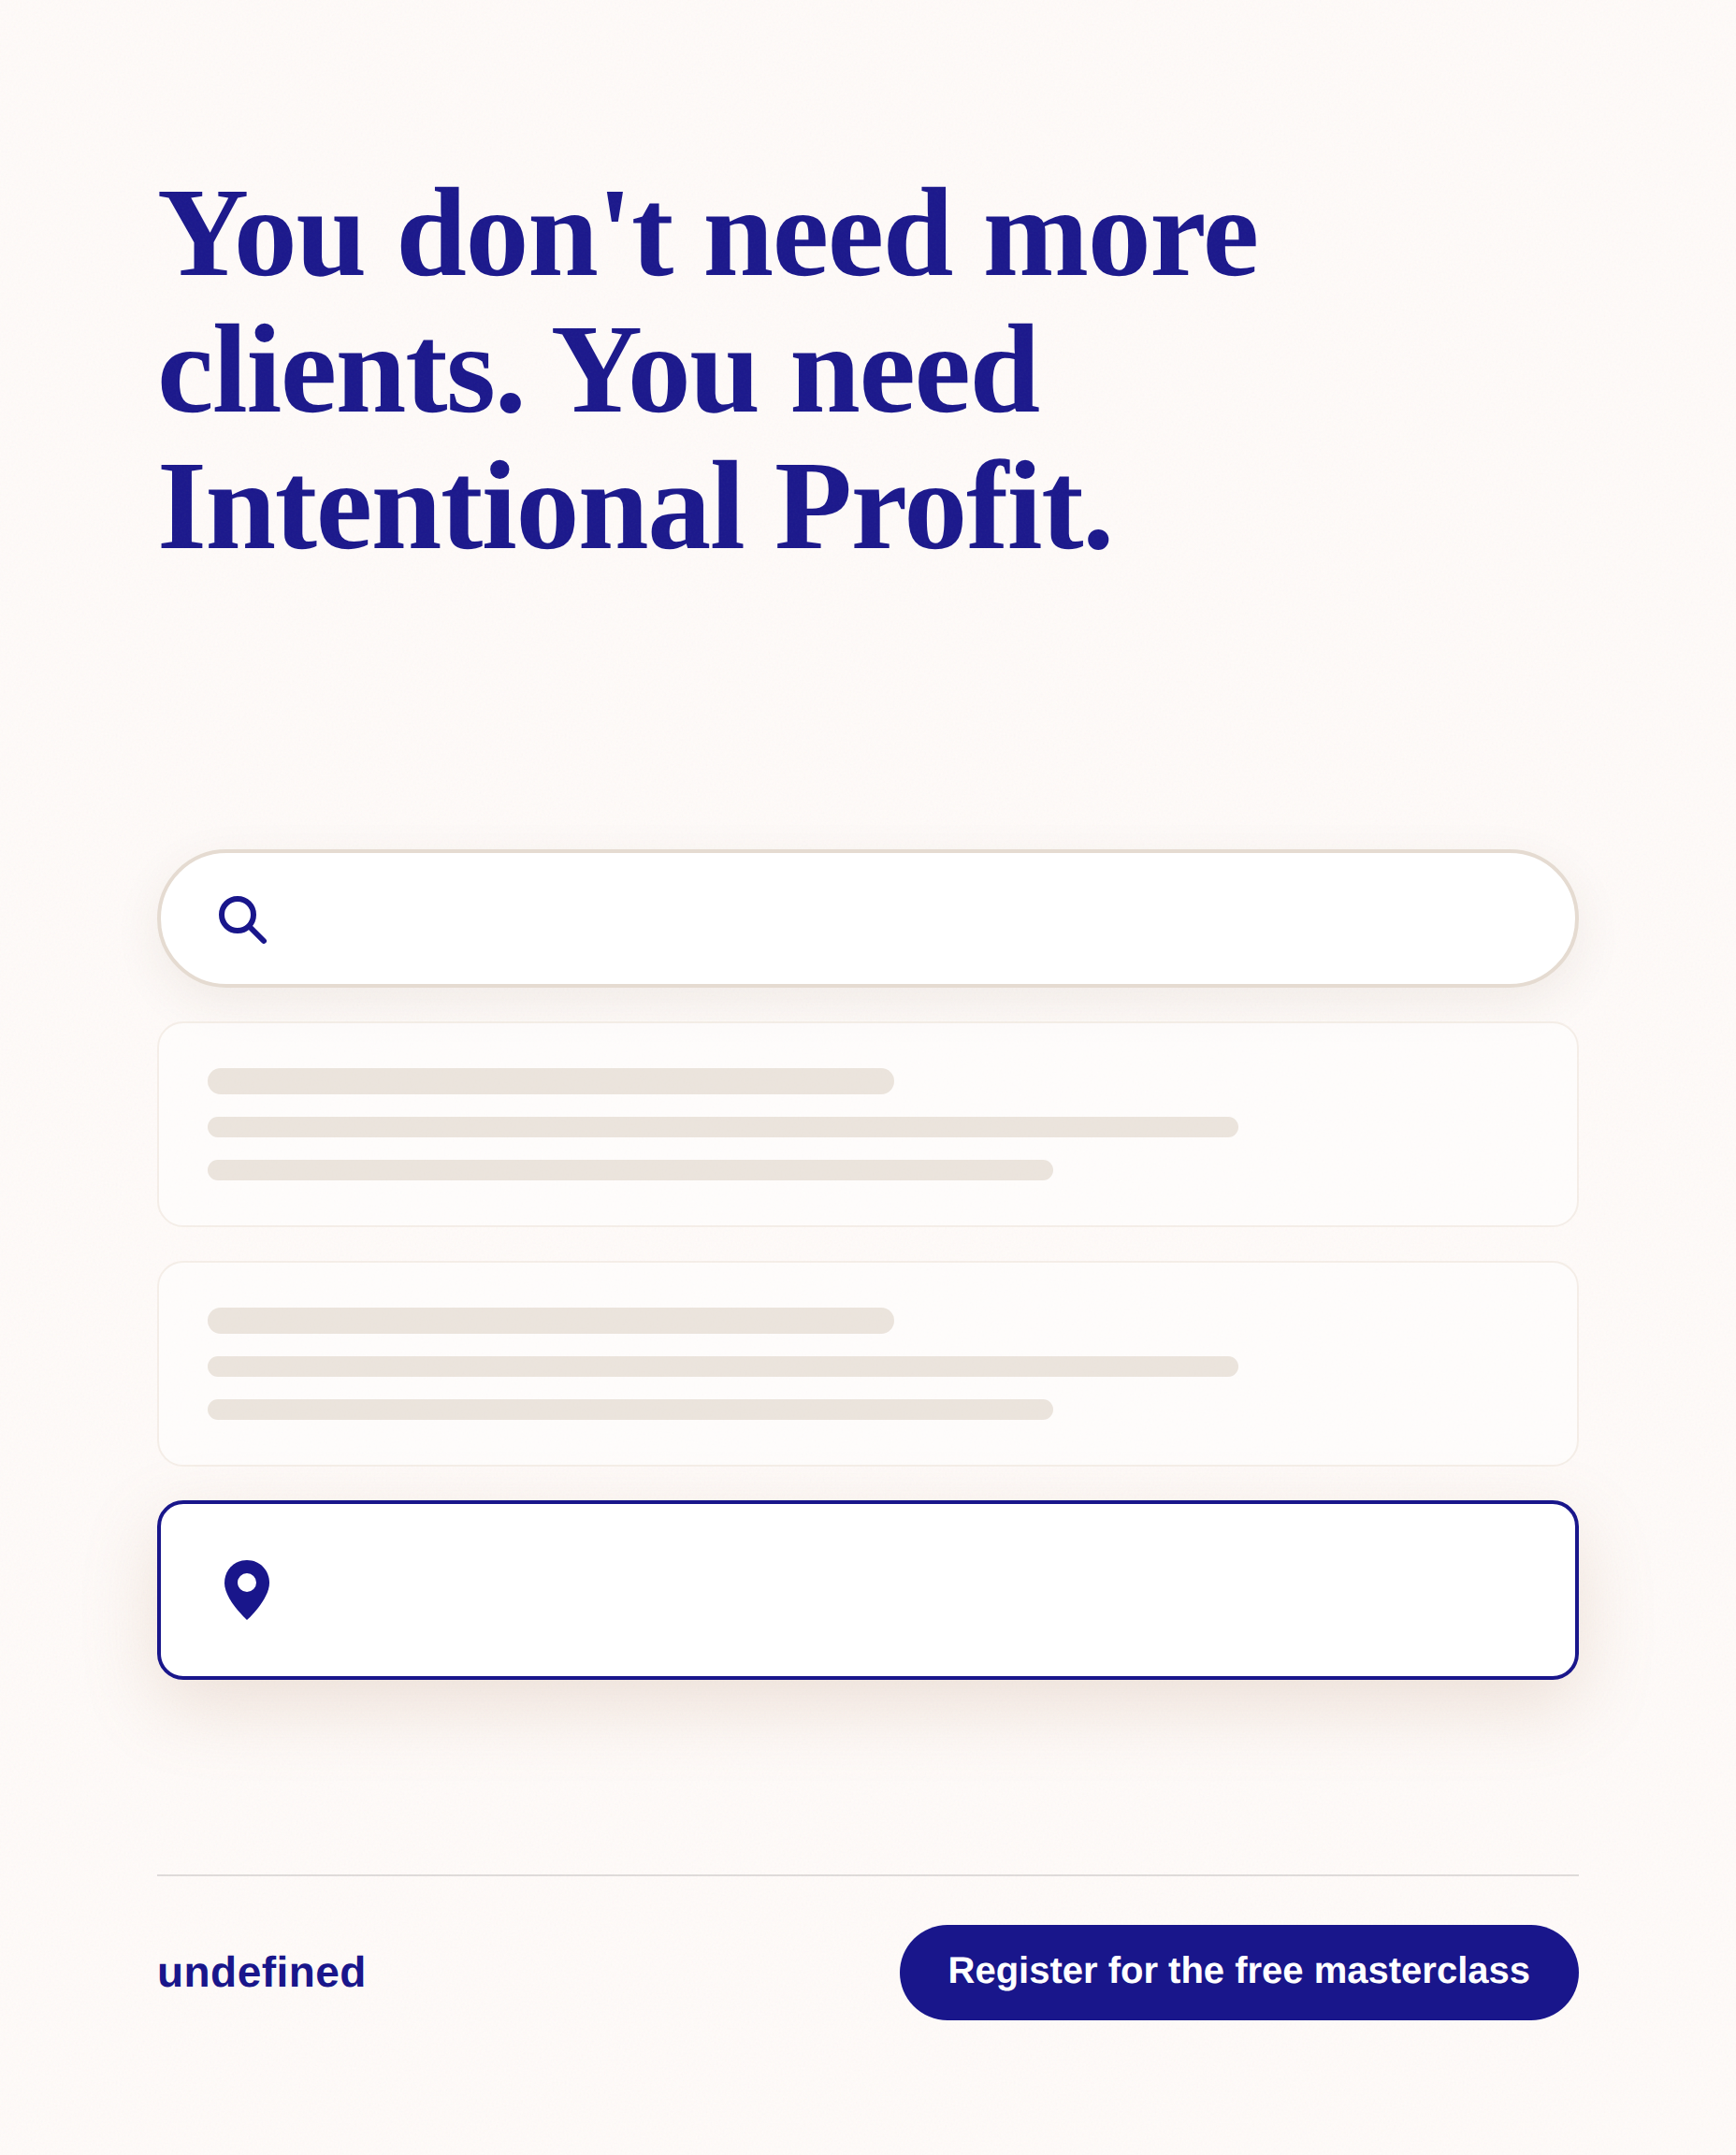 You don't need more
clients. You need
Intentional Profit.
undefined
Register for the free masterclass